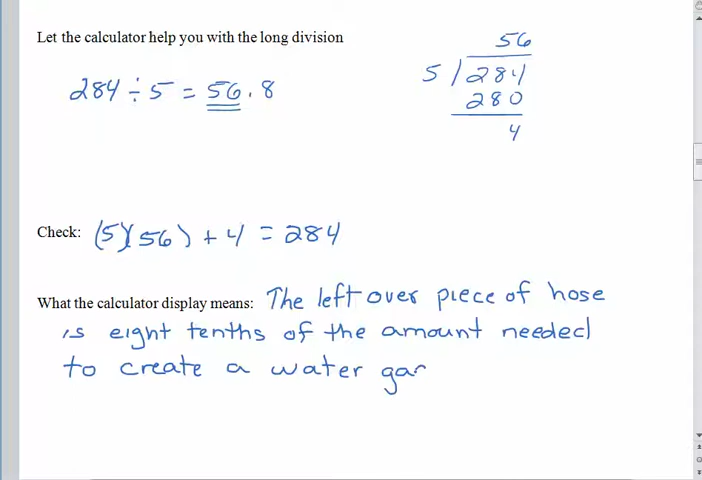 Let the calculator help you with the long division
284 ÷ 5 = 56.8
56
5 / 284
280
4
Check: (5)(56) + 4 = 284
What the calculator display means: The left over piece of hose
is eight tenths of the amount needed
to create a water gar